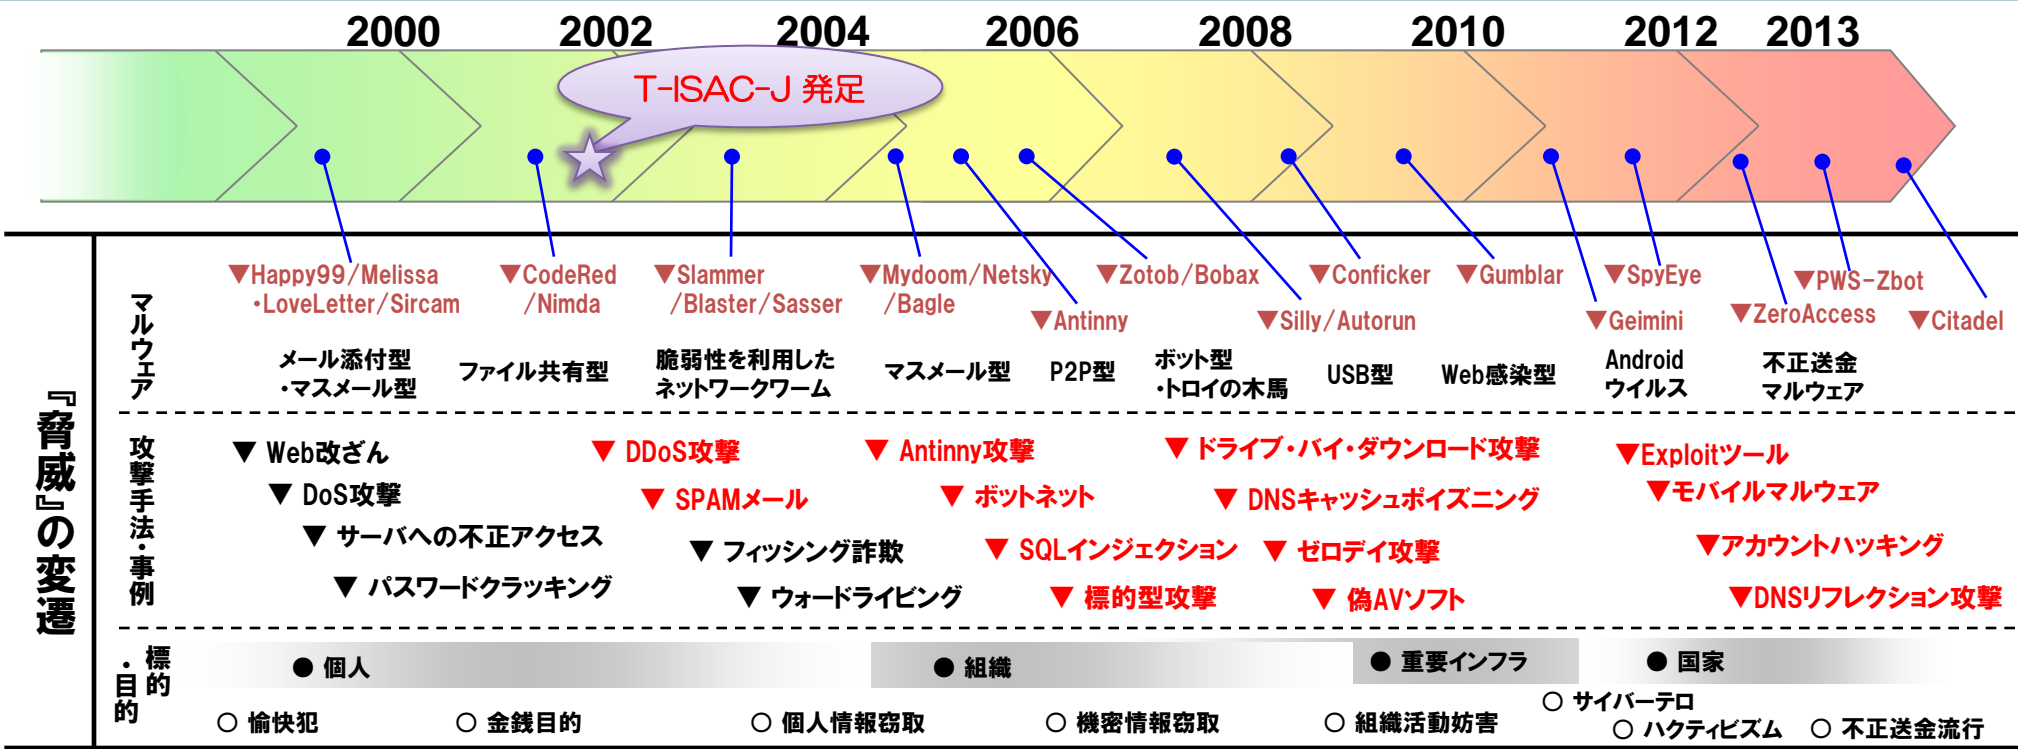 2000 2002 2004 2006 2008 2010 2012 2013
T-ISAC-J 発足
『脅威』の変遷
マルウェア
▼Happy99/Melissa
・LoveLetter/Sircam
▼CodeRed
/Nimda
▼Slammer
/Blaster/Sasser
▼Mydoom/Netsky
/Bagle
▼Antinny
▼Zotob/Bobax
▼Silly/Autorun
▼Conficker
▼Gumblar
▼Geimini
▼SpyEye
▼ZeroAccess
▼PWS-Zbot
▼Citadel
メール添付型
・マスメール型
ファイル共有型
脆弱性を利用した
ネットワークワーム
マスメール型
P2P型
ボット型
・トロイの木馬
USB型
Web感染型
Android
ウイルス
不正送金
マルウェア
攻撃手法・事例
▼ Web改ざん
▼ DoS攻撃
▼ サーバへの不正アクセス
▼ パスワードクラッキング
▼ DDoS攻撃
▼ SPAMメール
▼ フィッシング詐欺
▼ ウォードライビング
▼ Antinny攻撃
▼ ボットネット
▼ SQLインジェクション
▼ 標的型攻撃
▼ ドライブ・バイ・ダウンロード攻撃
▼ DNSキャッシュポイズニング
▼ ゼロデイ攻撃
▼ 偽AVソフト
▼Exploitツール
▼モバイルマルウェア
▼アカウントハッキング
▼DNSリフレクション攻撃
標的
・目的
● 個人
● 組織
● 重要インフラ
● 国家
○ 愉快犯
○ 金銭目的
○ 個人情報窃取
○ 機密情報窃取
○ 組織活動妨害
○ サイバーテロ
○ ハクティビズム
○ 不正送金流行